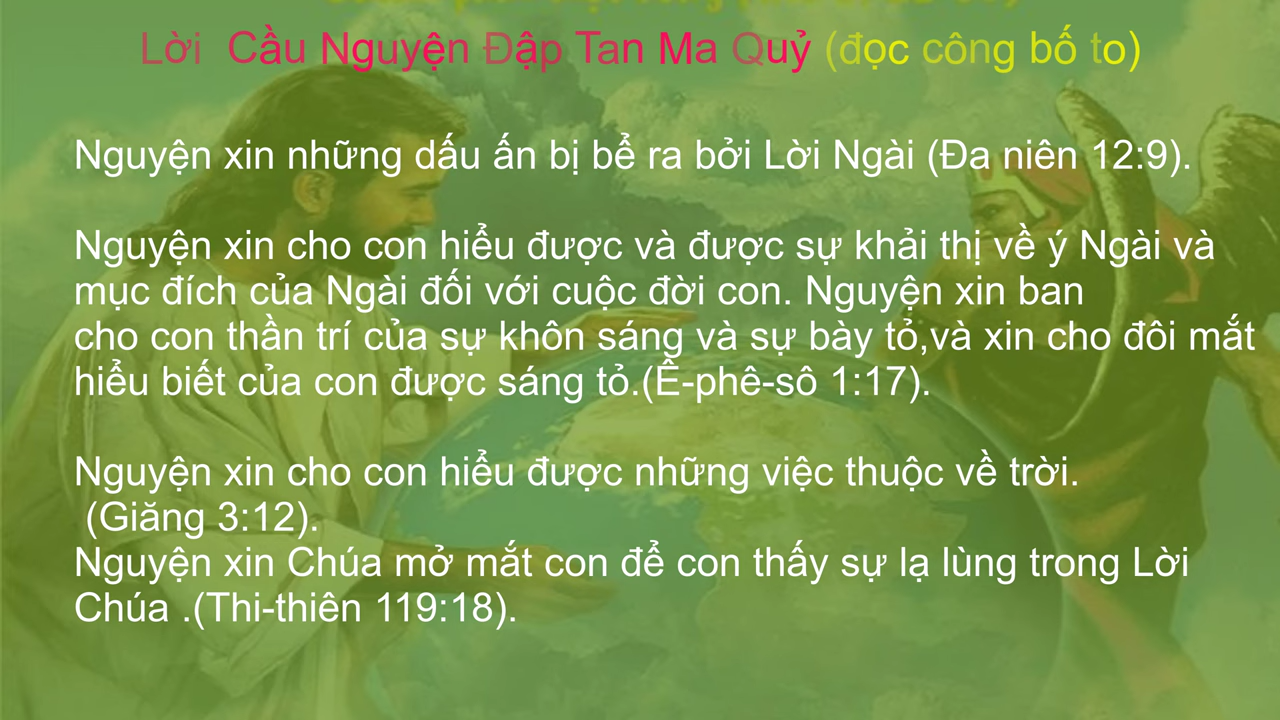 Lời Cầu Nguyện Đập Tan Ma Quỷ (đọc công bố to)
Nguyện xin những dấu ấn bị bể ra bởi Lời Ngài (Đa niên 12:9).
Nguyện xin cho con hiểu được và được sự khải thị về ý Ngài và
mục đích của Ngài đối với cuộc đời con. Nguyện xin ban
cho con thần trí của sự khôn sáng và sự bày tỏ,và xin cho đôi mắt
hiểu biết của con được sáng tỏ.(Ê-phê-sô 1:17).
Nguyện xin cho con hiểu được những việc thuộc về trời.
(Giăng 3:12).
Nguyện xin Chúa mở mắt con để con thấy sự lạ lùng trong Lời
Chúa .(Thi-thiên 119:18).